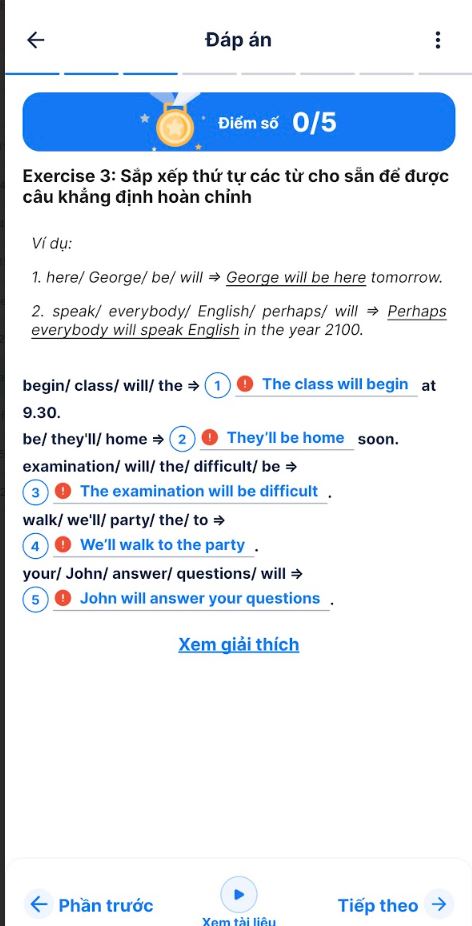 Đáp án
Điểm số 0/5
Exercise 3: Sắp xếp thứ tự các từ cho sẵn để được
câu khẳng định hoàn chỉnh
Ví dụ:
1. here/ George/ be/ will ⇒ George will be here tomorrow.
2. speak/ everybody/ English/ perhaps/ will ⇒ Perhaps
everybody will speak English in the year 2100.
begin/ class/ will/ the ⇒ 1 ! The class will begin at
9.30.
be/ they'll/ home ⇒ 2 ! They'll be home soon.
examination/ will/ the/ difficult/ be ⇒
3 ! The examination will be difficult .
walk/ we'll/ party/ the/ to ⇒
4 ! We'll walk to the party .
your/ John/ answer/ questions/ will ⇒
5 ! John will answer your questions .
Xem giải thích
Phần trước
Xem tài liệu
Tiếp theo